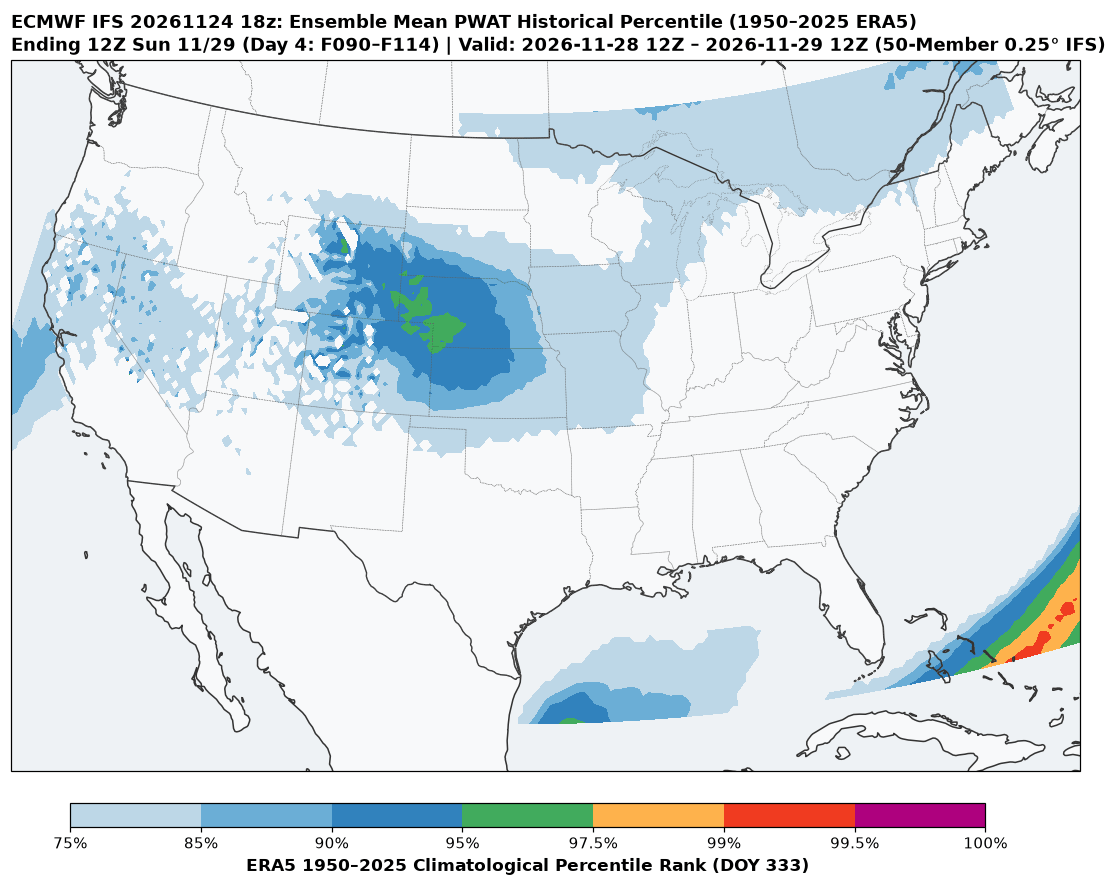 ECMWF IFS 20261124 18z: Ensemble Mean PWAT Historical Percentile (1950–2025 ERA5)
Ending 12Z Sun 11/29 (Day 4: F090–F114) | Valid: 2026-11-28 12Z – 2026-11-29 12Z (50-Member 0.25° IFS)
75% 85% 90% 95% 97.5% 99% 99.5% 100%
ERA5 1950–2025 Climatological Percentile Rank (DOY 333)